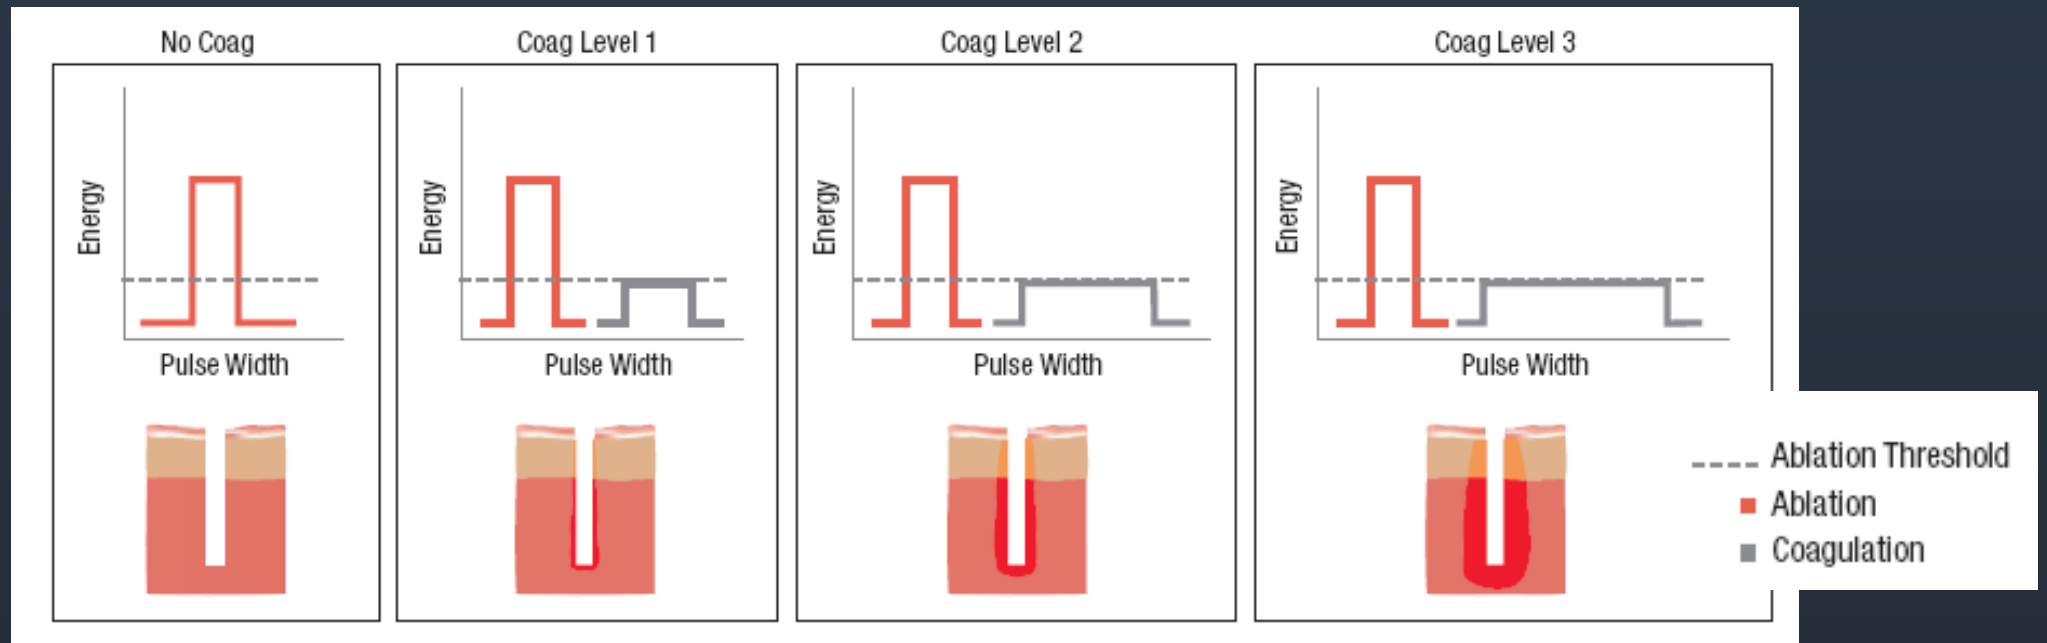 No Coag
Coag Level 1
Coag Level 2
Coag Level 3
Energy
Energy
Energy
Energy
Pulse Width
Pulse Width
Pulse Width
Pulse Width
Ablation Threshold
Ablation
Coagulation